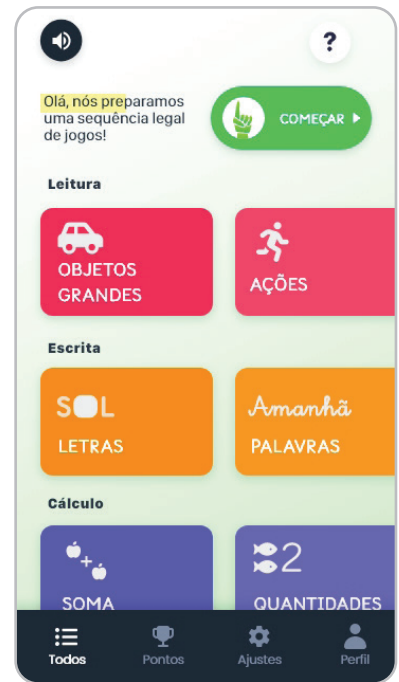 ?
Olá, nós preparamos
uma sequência legal
de jogos!
COMEÇAR
Leitura
OBJETOS
GRANDES
AÇÕES
Escrita
SOL
LETRAS
Amanhã
PALAVRAS
Cálculo
+
SOMA
2
QUANTIDADES
Todos
Pontos
Ajustes
Perfil